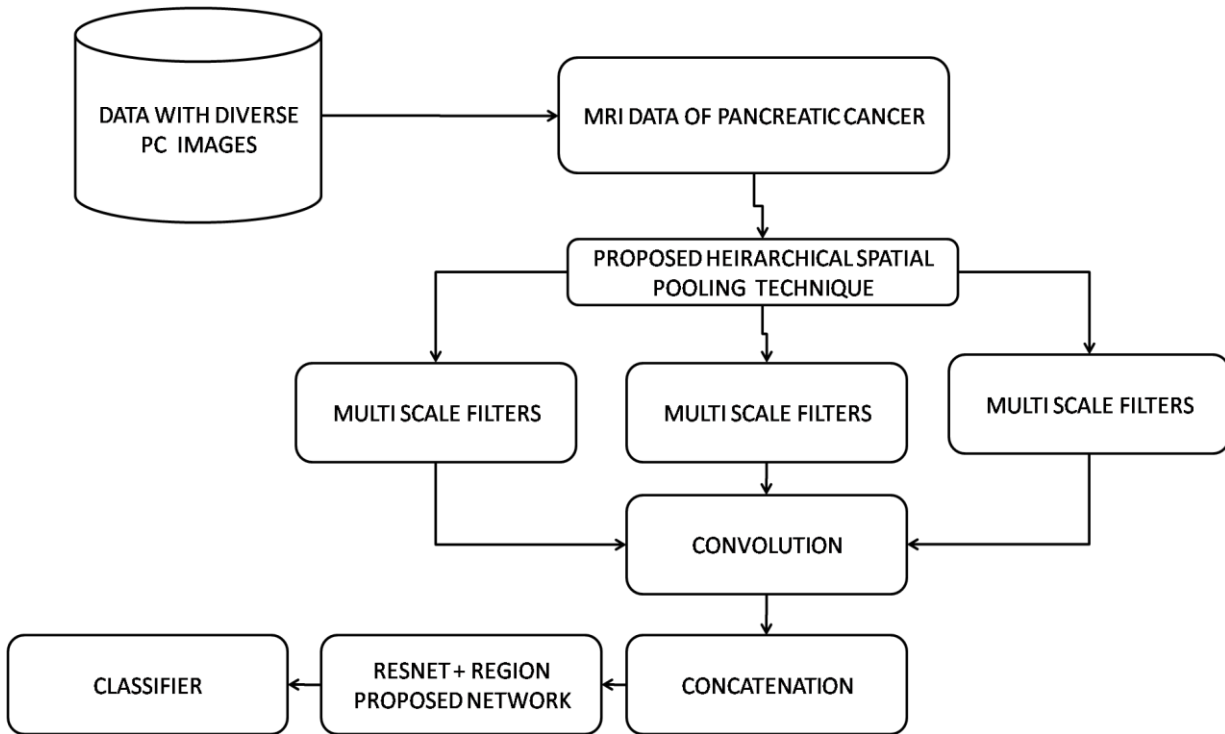 DATA WITH DIVERSE
PC IMAGES
MRI DATA OF PANCREATIC CANCER
PROPOSED HEIRARCHICAL SPATIAL
POOLING TECHNIQUE
MULTI SCALE FILTERS
MULTI SCALE FILTERS
MULTI SCALE FILTERS
CONVOLUTION
CONCATENATION
RESNET + REGION
PROPOSED NETWORK
CLASSIFIER